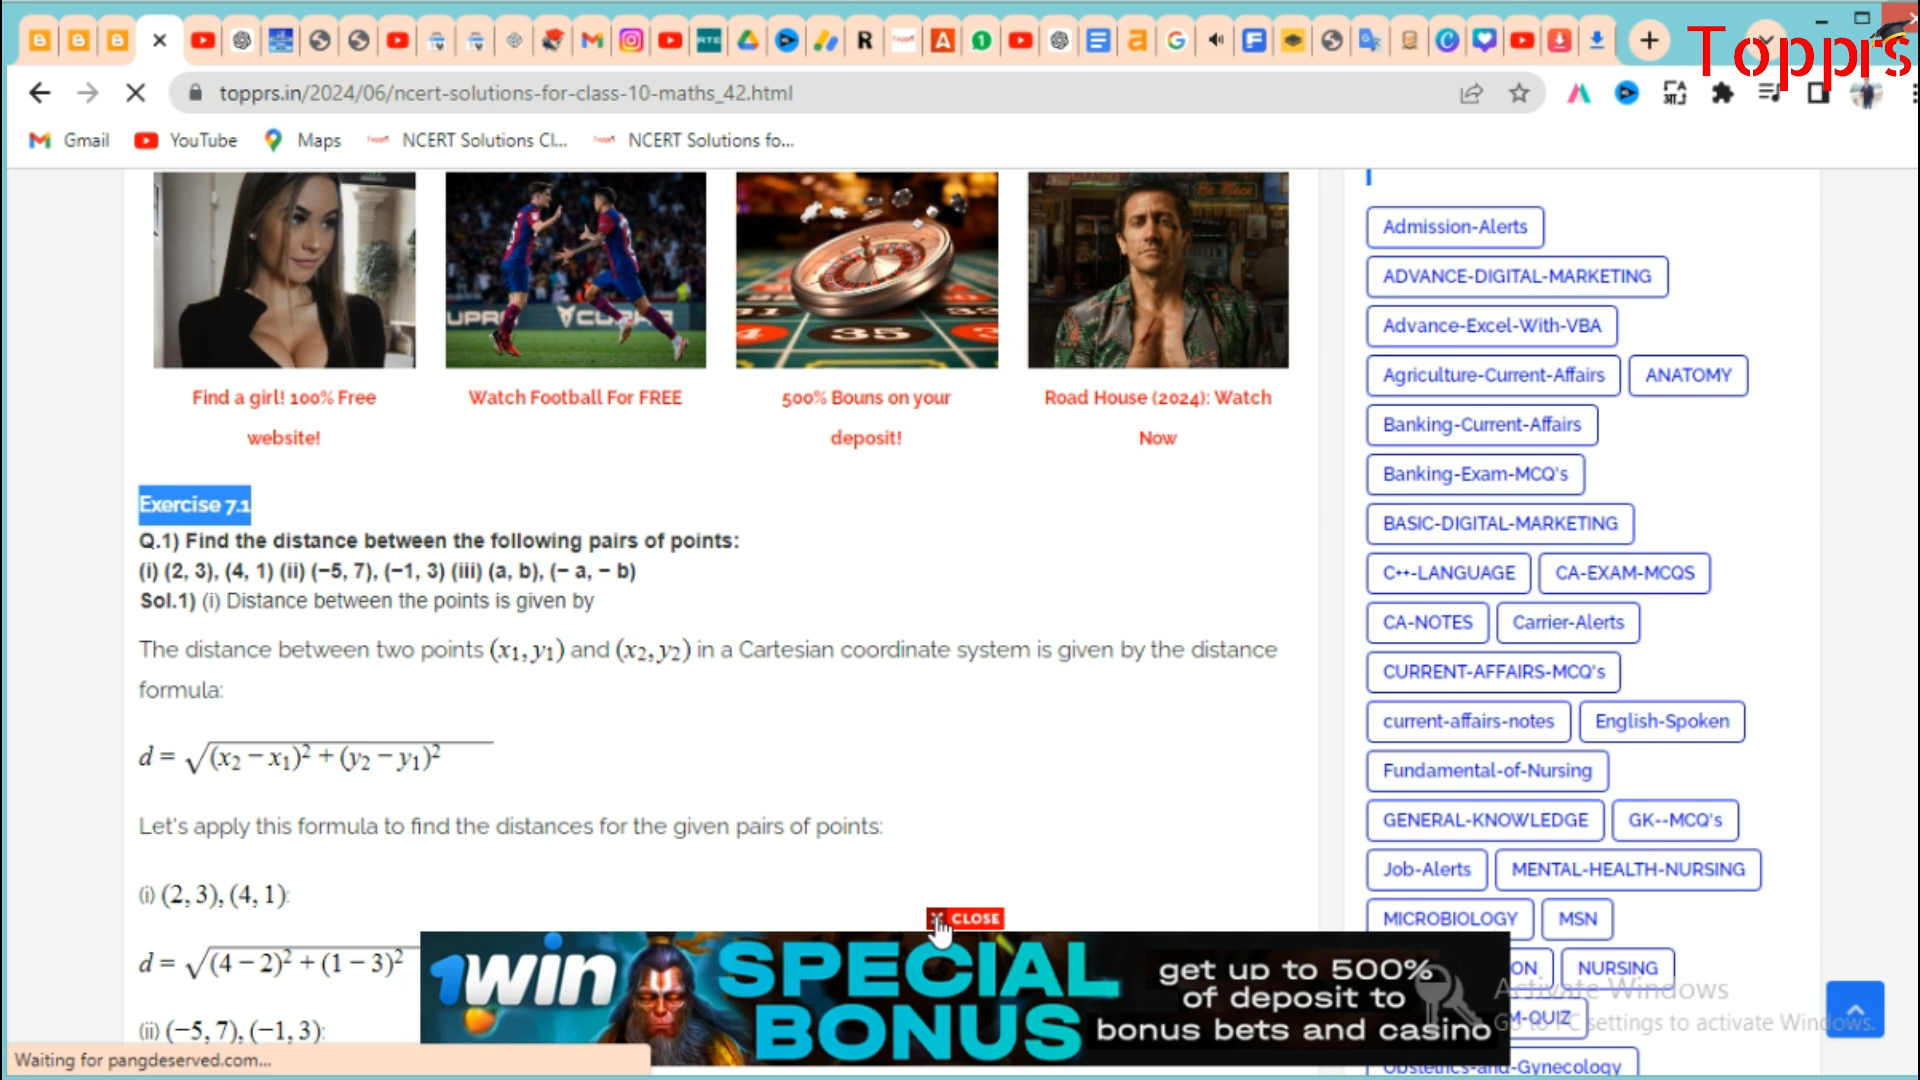 Topprs
topprs.in/2024/06/ncert-solutions-for-class-10-maths_42.html
Gmail YouTube Maps NCERT Solutions Cl... NCERT Solutions fo...
Find a girl! 100% Free website!
Watch Football For FREE
500% Bouns on your deposit!
Road House (2024): Watch Now
Exercise 7.1
Q.1) Find the distance between the following pairs of points:
(i) (2, 3), (4, 1) (ii) (−5, 7), (−1, 3) (iii) (a, b), (− a, − b)
Sol.1) (i) Distance between the points is given by
The distance between two points (x1, y1) and (x2, y2) in a Cartesian coordinate system is given by the distance
formula:
d = √(x2 − x1)² + (y2 − y1)²
Let's apply this formula to find the distances for the given pairs of points:
(i) (2, 3), (4, 1):
d = √(4 − 2)² + (1 − 3)²
(ii) (−5, 7), (−1, 3):
CLOSE
1win SPECIAL BONUS
get up to 500%
of deposit to
bonus bets and casino
Waiting for pangdeserved.com...
Admission-Alerts
ADVANCE-DIGITAL-MARKETING
Advance-Excel-With-VBA
Agriculture-Current-Affairs ANATOMY
Banking-Current-Affairs
Banking-Exam-MCQ's
BASIC-DIGITAL-MARKETING
C++-LANGUAGE CA-EXAM-MCQS
CA-NOTES Carrier-Alerts
CURRENT-AFFAIRS-MCQ's
current-affairs-notes English-Spoken
Fundamental-of-Nursing
GENERAL-KNOWLEDGE GK--MCQ's
Job-Alerts MENTAL-HEALTH-NURSING
MICROBIOLOGY MSN
ON NURSING
M-QUIZ
Obstetrics-and-Gynecology
Activate Windows
Go to PC settings to activate Windows.